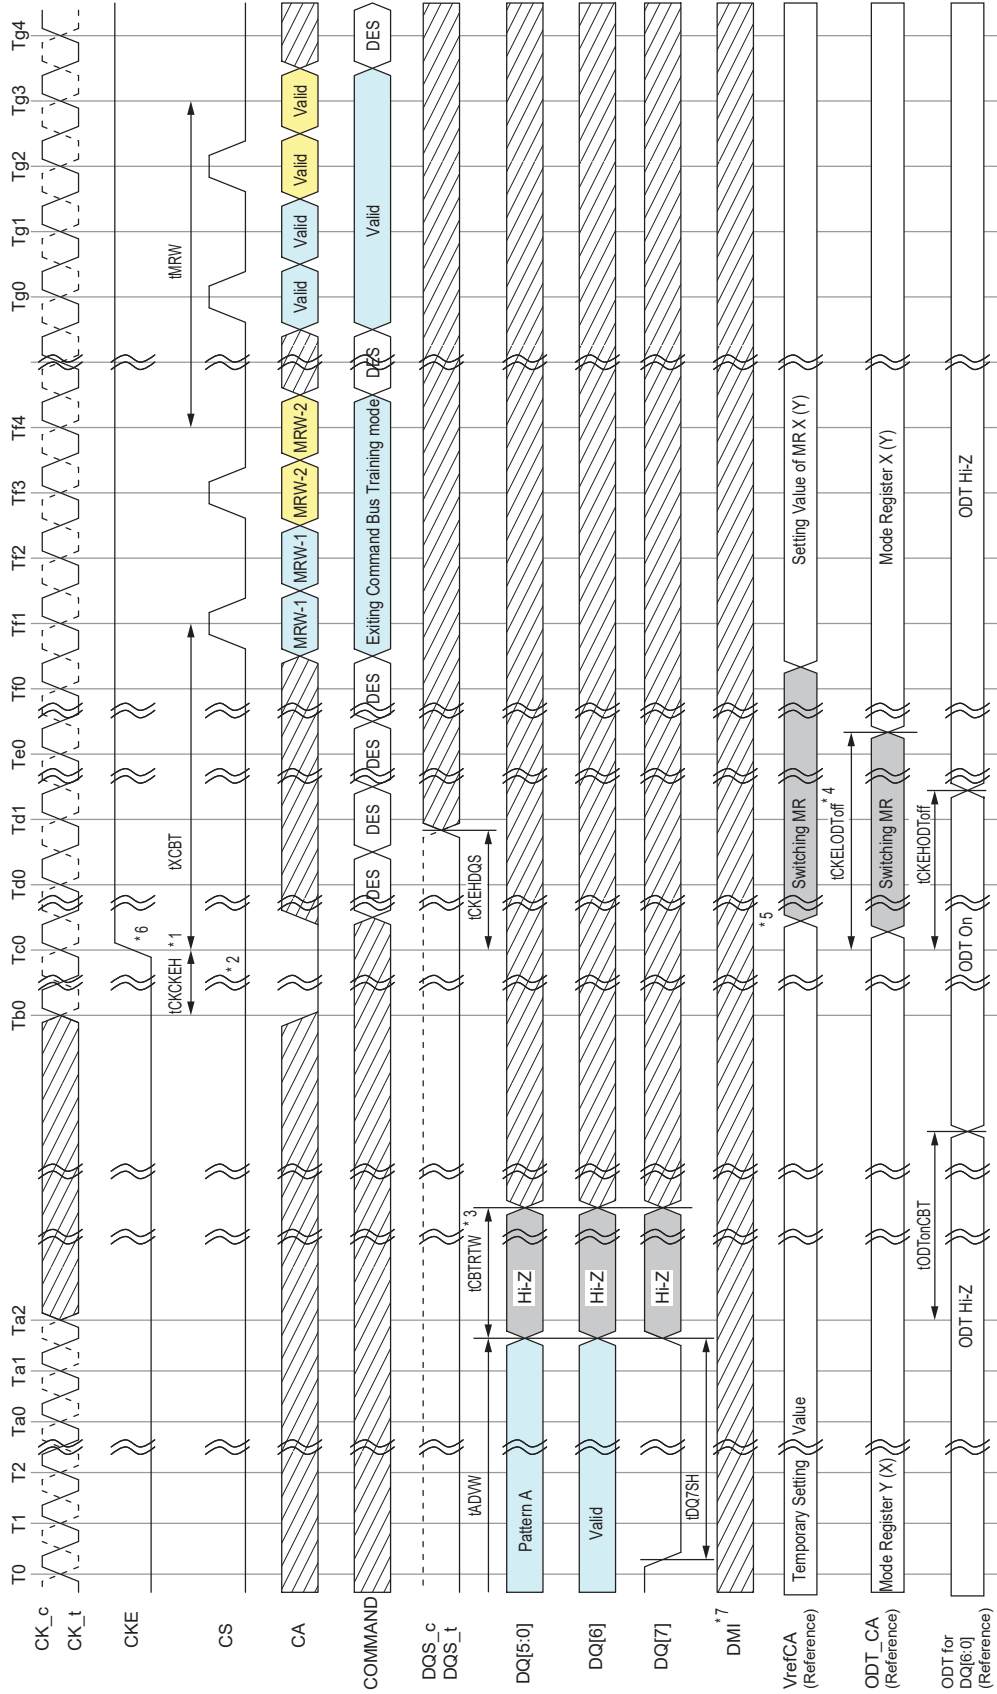 T0 T1 T2 Ta0 Ta1 Ta2 Tb0 Tc0 Td0 Td1 Te0 Tf0 Tf1 Tf2 Tf3 Tf4 Tg0 Tg1 Tg2 Tg3 Tg4
CK_c
CK_t
CKE
*6
tCKCKEH *1
tXCBT
tMRW
CS
*2
CA
MRW-1 MRW-1 MRW-2 MRW-2 Valid Valid Valid Valid
COMMAND
DES DES DES DES Exiting Command Bus Training mode DES Valid DES
DQS_c
DQS_t
tADVW
tCBTRTW *3
tCKEHDQS
DQ[5:0]
Pattern A Hi-Z
DQ[6]
Valid Hi-Z
DQ[7]
Hi-Z
tDQ7SH
DMI *7
*5
VrefCA
(Reference)
Temporary Setting Value Switching MR Setting Value of MR X (Y)
tCKELODToff *4
ODT_CA
(Reference)
Mode Register Y (X) Switching MR Mode Register X (Y)
tODTonCBT
tCKEHODToff
ODT for
DQ[6:0]
(Reference)
ODT Hi-Z ODT On ODT Hi-Z